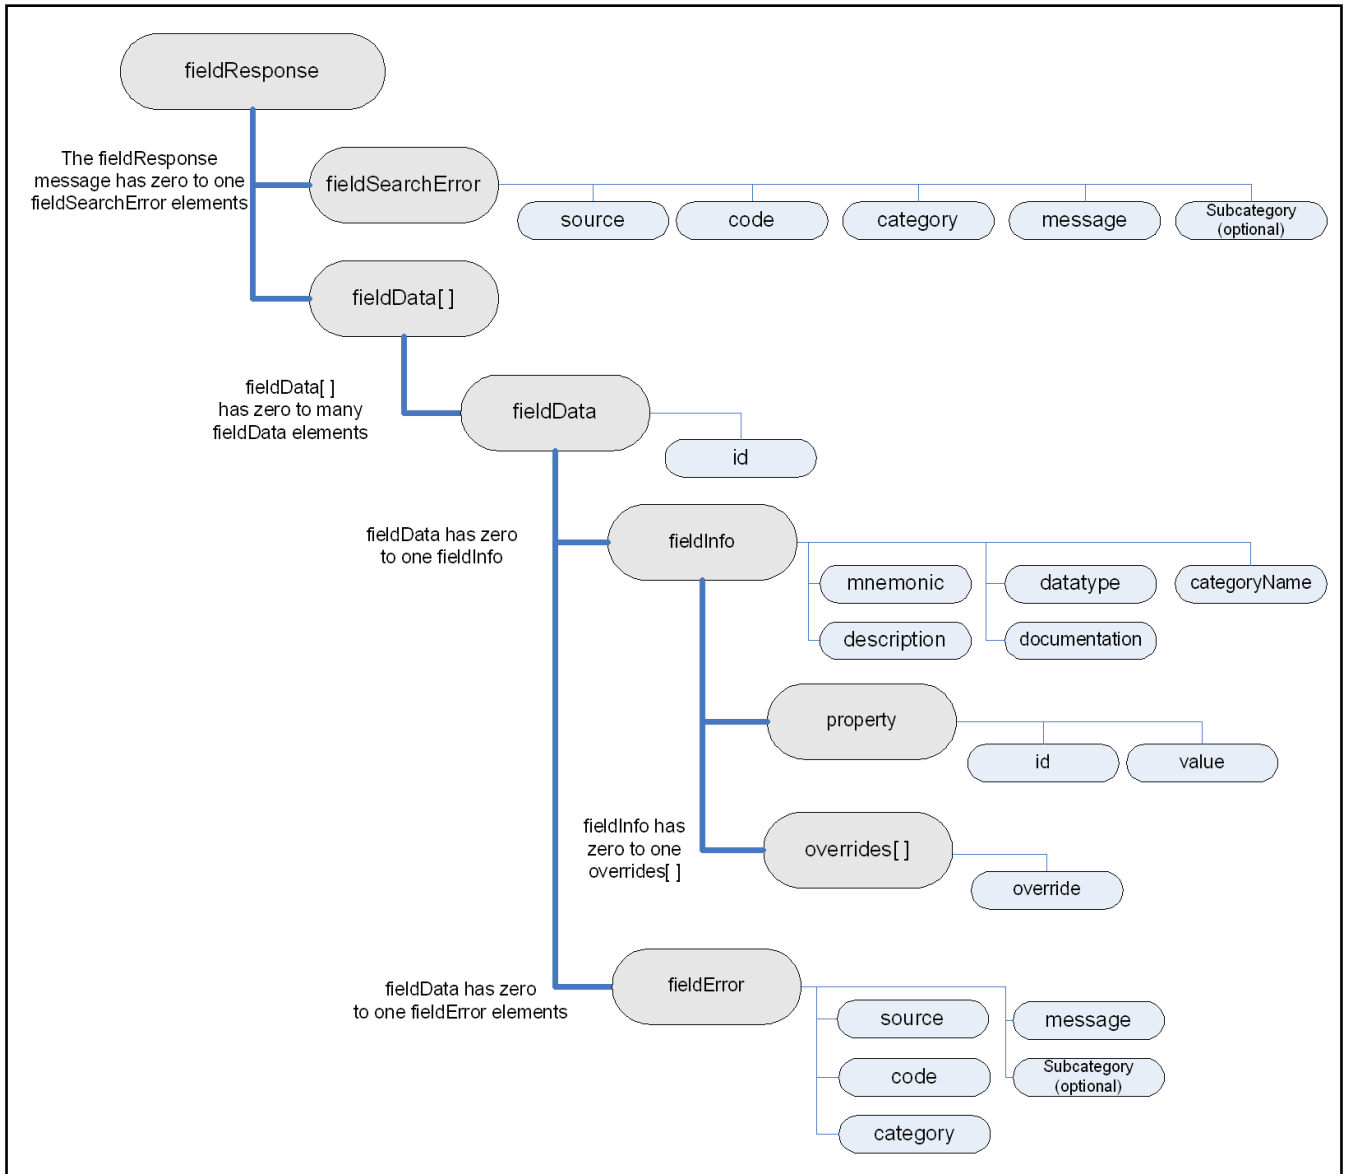 fieldResponse
The fieldResponse
message has zero to one
fieldSearchError elements
fieldSearchError
source
code
category
message
Subcategory
(optional)
fieldData[ ]
fieldData[ ]
has zero to many
fieldData elements
fieldData
id
fieldData has zero
to one fieldInfo
fieldInfo
mnemonic
datatype
categoryName
description
documentation
property
id
value
fieldInfo has
zero to one
overrides[ ]
overrides[ ]
override
fieldData has zero
to one fieldError elements
fieldError
source
message
code
Subcategory
(optional)
category